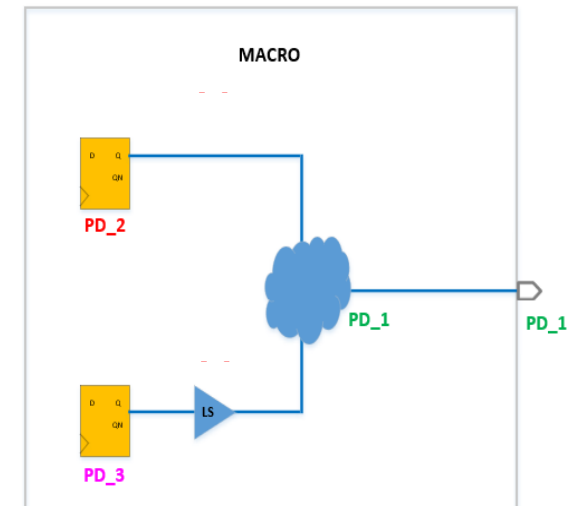 MACRO
D Q
QN
PD_2
PD_1
PD_1
D Q
LS
QN
PD_3